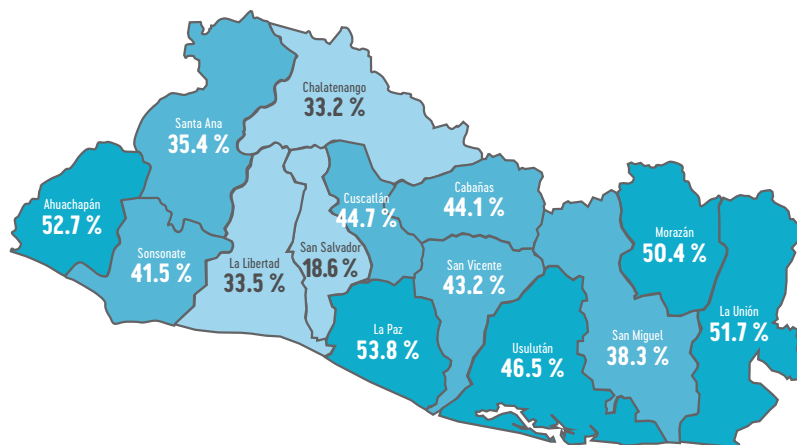 Chalatenango
33.2 %
Santa Ana
35.4 %
Ahuachapán
52.7 %
Sonsonate
41.5 %
La Libertad
33.5 %
San Salvador
18.6 %
Cuscatlán
44.7 %
Cabañas
44.1 %
San Vicente
43.2 %
La Paz
53.8 %
Usulután
46.5 %
San Miguel
38.3 %
Morazán
50.4 %
La Unión
51.7 %